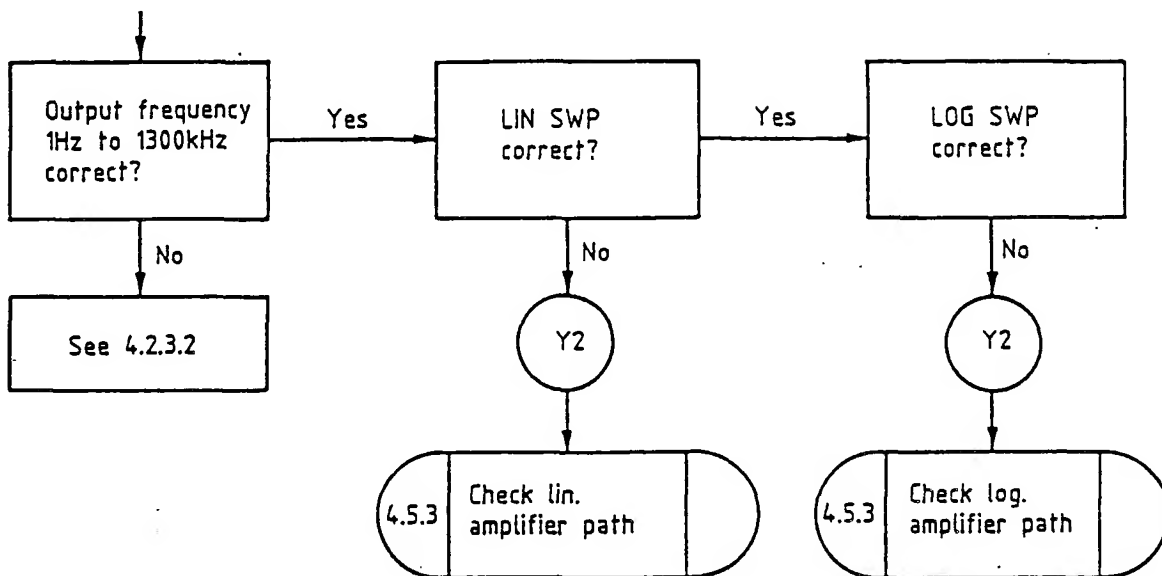 Output frequency
1Hz to 1300kHz
correct?
Yes
LIN SWP
correct?
Yes
LOG SWP
correct?
No
No
No
See 4.2.3.2
Y2
Y2
4.5.3
Check lin.
amplifier path
4.5.3
Check log.
amplifier path